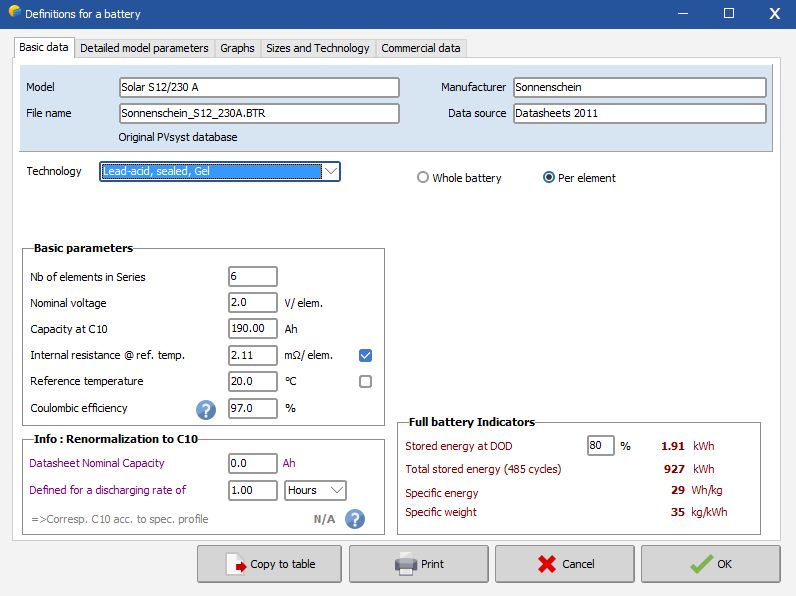 Definitions for a battery
Basic data Detailed model parameters Graphs Sizes and Technology Commercial data
Model Solar S12/230 A Manufacturer Sonnenschein
File name Sonnenschein_S12_230A.BTR Data source Datasheets 2011
Original PVsyst database
Technology Lead-acid, sealed, Gel Whole battery Per element
Basic parameters
Nb of elements in Series 6
Nominal voltage 2.0 V/ elem.
Capacity at C10 190.00 Ah
Internal resistance @ ref. temp. 2.11 mΩ/ elem.
Reference temperature 20.0 °C
Coulombic efficiency ? 97.0 %
Info : Renormalization to C10
Datasheet Nominal Capacity 0.0 Ah
Defined for a discharging rate of 1.00 Hours
=>Corresp. C10 acc. to spec. profile N/A ?
Full battery Indicators
Stored energy at DOD 80 % 1.91 kWh
Total stored energy (485 cycles) 927 kWh
Specific energy 29 Wh/kg
Specific weight 35 kg/kWh
Copy to table Print Cancel OK